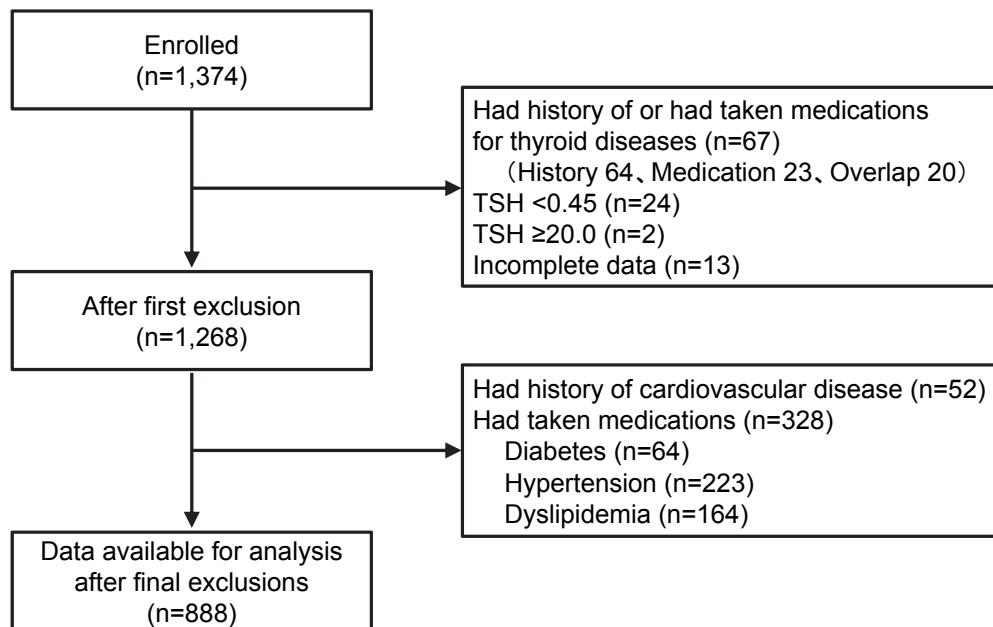 Enrolled
(n=1,374)
Had history of or had taken medications
for thyroid diseases (n=67)
（History 64、Medication 23、Overlap 20）
TSH <0.45 (n=24)
TSH ≥20.0 (n=2)
Incomplete data (n=13)
After first exclusion
(n=1,268)
Had history of cardiovascular disease (n=52)
Had taken medications (n=328)
Diabetes (n=64)
Hypertension (n=223)
Dyslipidemia (n=164)
Data available for analysis
after final exclusions
(n=888)